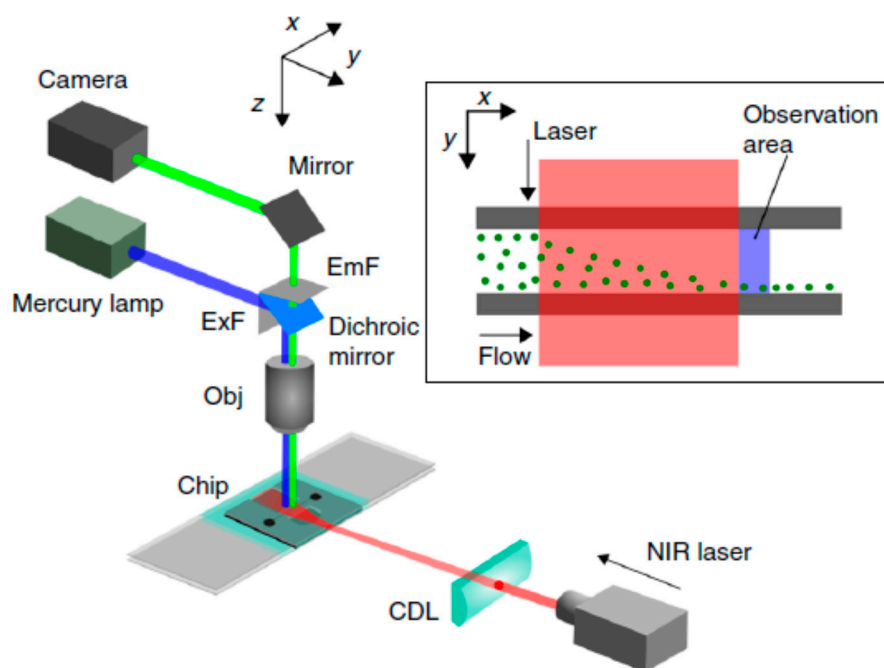 x
y
z
Camera
Mirror
EmF
Mercury lamp
ExF
Dichroic
mirror
Obj
Chip
CDL
NIR laser
x
y
Laser
Observation
area
Flow